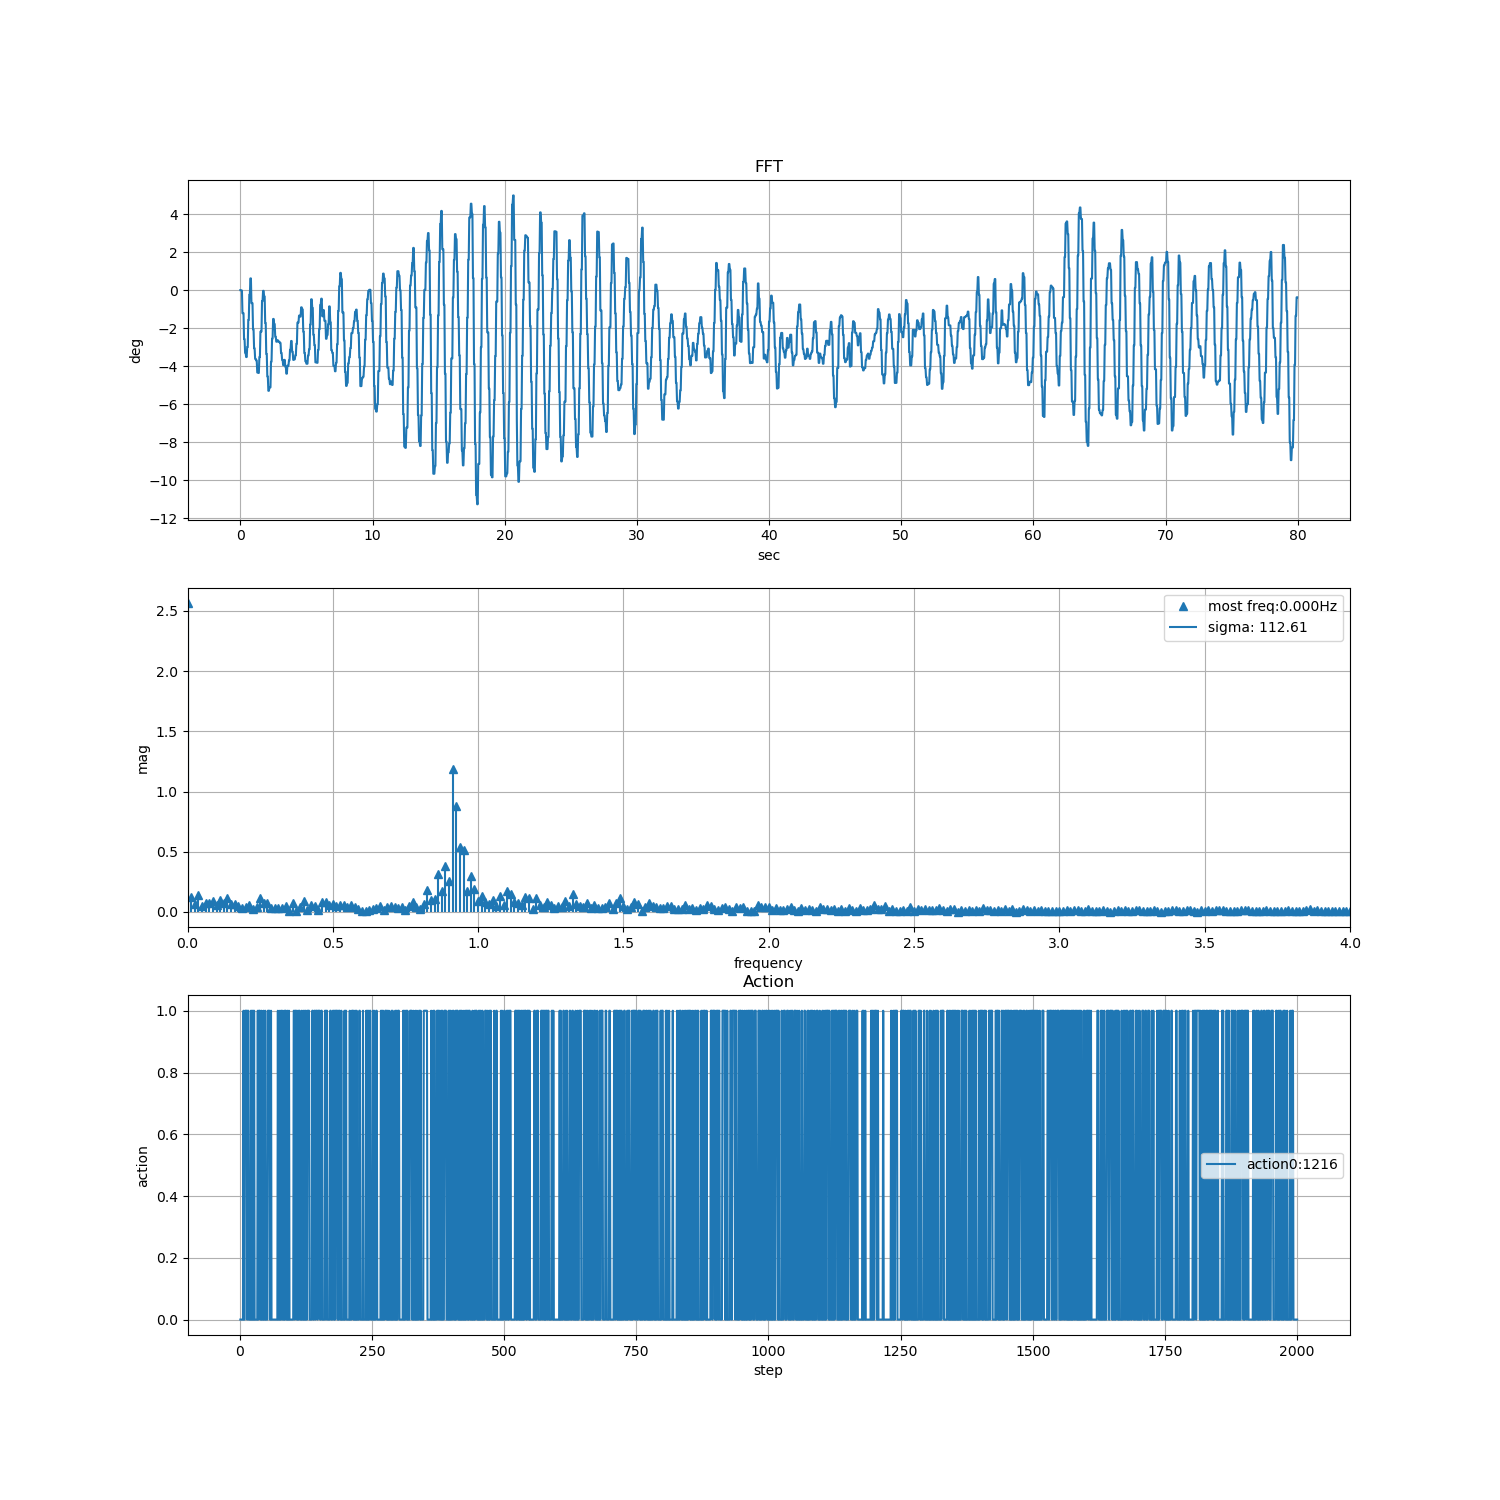 FFT
4
2
0
−2
−4
−6
−8
−10
−12
deg
0 10 20 30 40 50 60 70 80
sec
most freq:0.000Hz
sigma: 112.61
2.5
2.0
1.5
1.0
0.5
0.0
mag
0.0 0.5 1.0 1.5 2.0 2.5 3.0 3.5 4.0
frequency
Action
1.0
0.8
0.6
0.4
0.2
0.0
action
action0:1216
0 250 500 750 1000 1250 1500 1750 2000
step